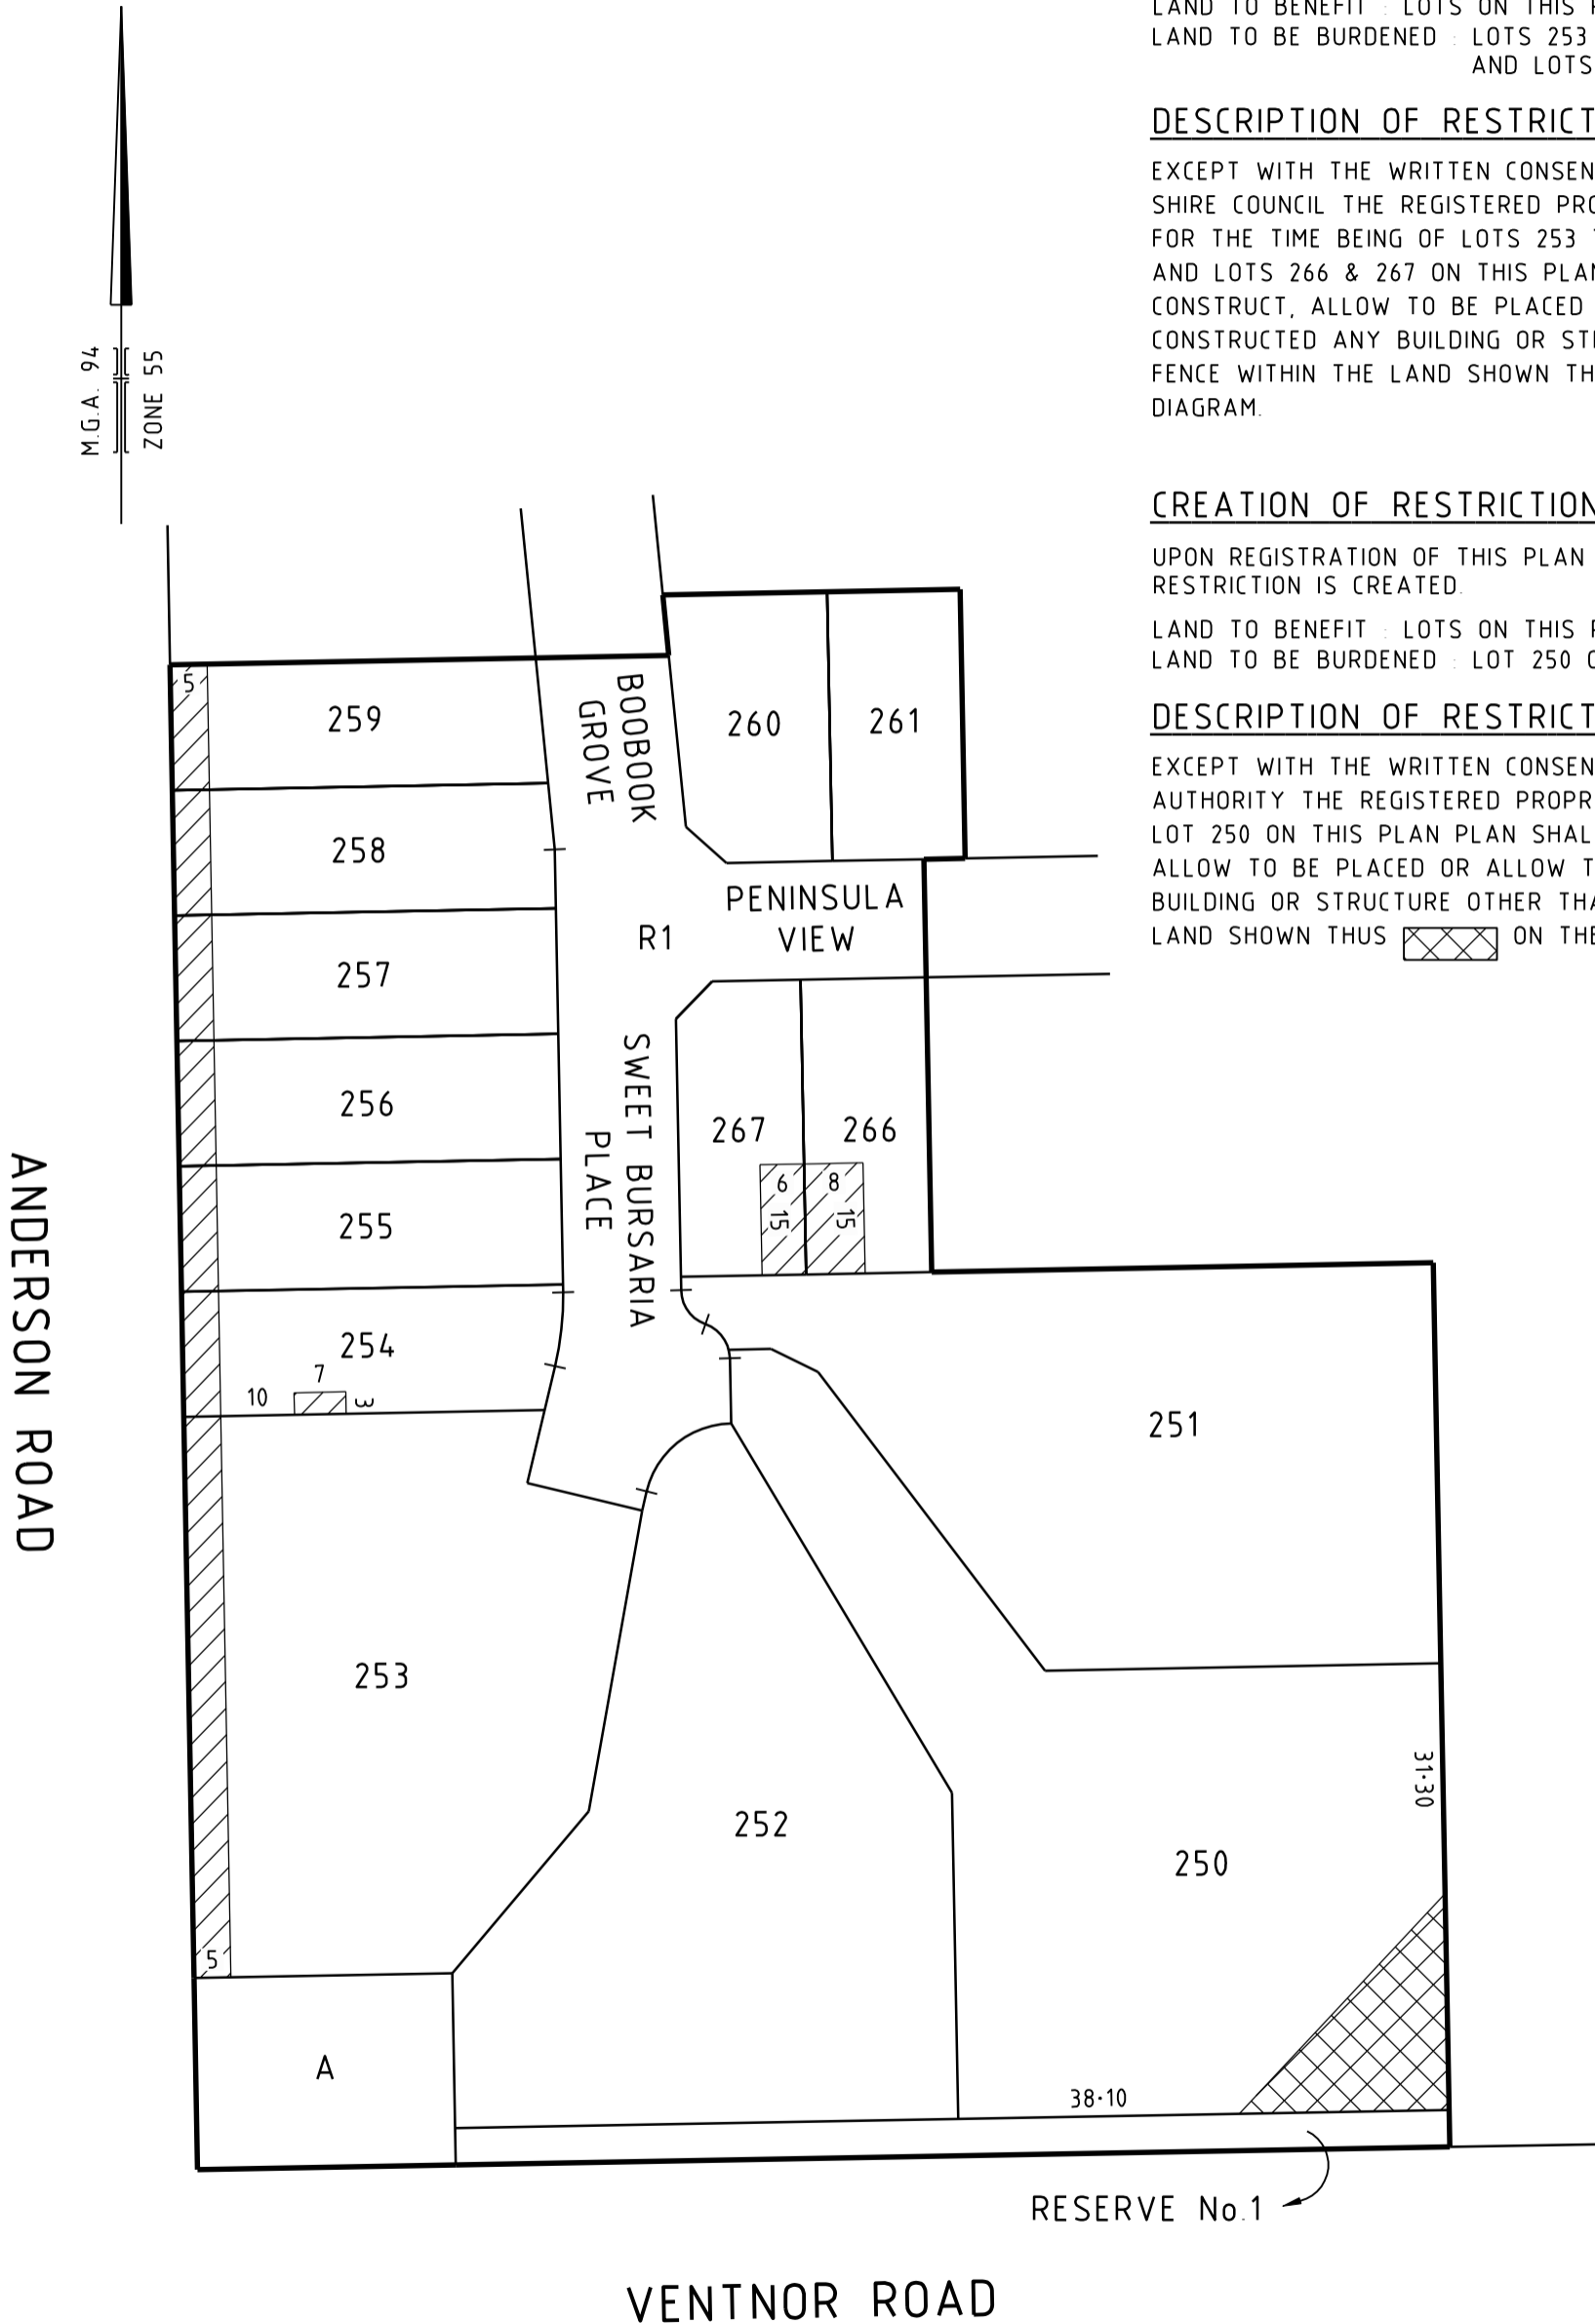 LAND TO BENEFIT : LOTS ON THIS
LAND TO BE BURDENED : LOTS 253
AND LOTS
DESCRIPTION OF RESTRICT
EXCEPT WITH THE WRITTEN CONSEN
SHIRE COUNCIL THE REGISTERED PRO
FOR THE TIME BEING OF LOTS 253
AND LOTS 266 & 267 ON THIS PLAN
CONSTRUCT, ALLOW TO BE PLACED
CONSTRUCTED ANY BUILDING OR ST
FENCE WITHIN THE LAND SHOWN TH
DIAGRAM.
CREATION OF RESTRICTION
UPON REGISTRATION OF THIS PLAN
RESTRICTION IS CREATED.
LAND TO BENEFIT : LOTS ON THIS
LAND TO BE BURDENED : LOT 250 O
DESCRIPTION OF RESTRICT
EXCEPT WITH THE WRITTEN CONSEN
AUTHORITY THE REGISTERED PROPR
LOT 250 ON THIS PLAN PLAN SHAL
ALLOW TO BE PLACED OR ALLOW T
BUILDING OR STRUCTURE OTHER THA
LAND SHOWN THUS ON THE
M.G.A. 94
ZONE 55
5
259
BOOBOOK
GROVE
260
261
258
PENINSULA
VIEW
R1
257
SWEET BURSARIA
PLACE
256
267
266
6
8
15
15
255
254
7
10
3
251
ANDERSON ROAD
253
31·30
252
250
5
A
38·10
RESERVE No.1
VENTNOR ROAD